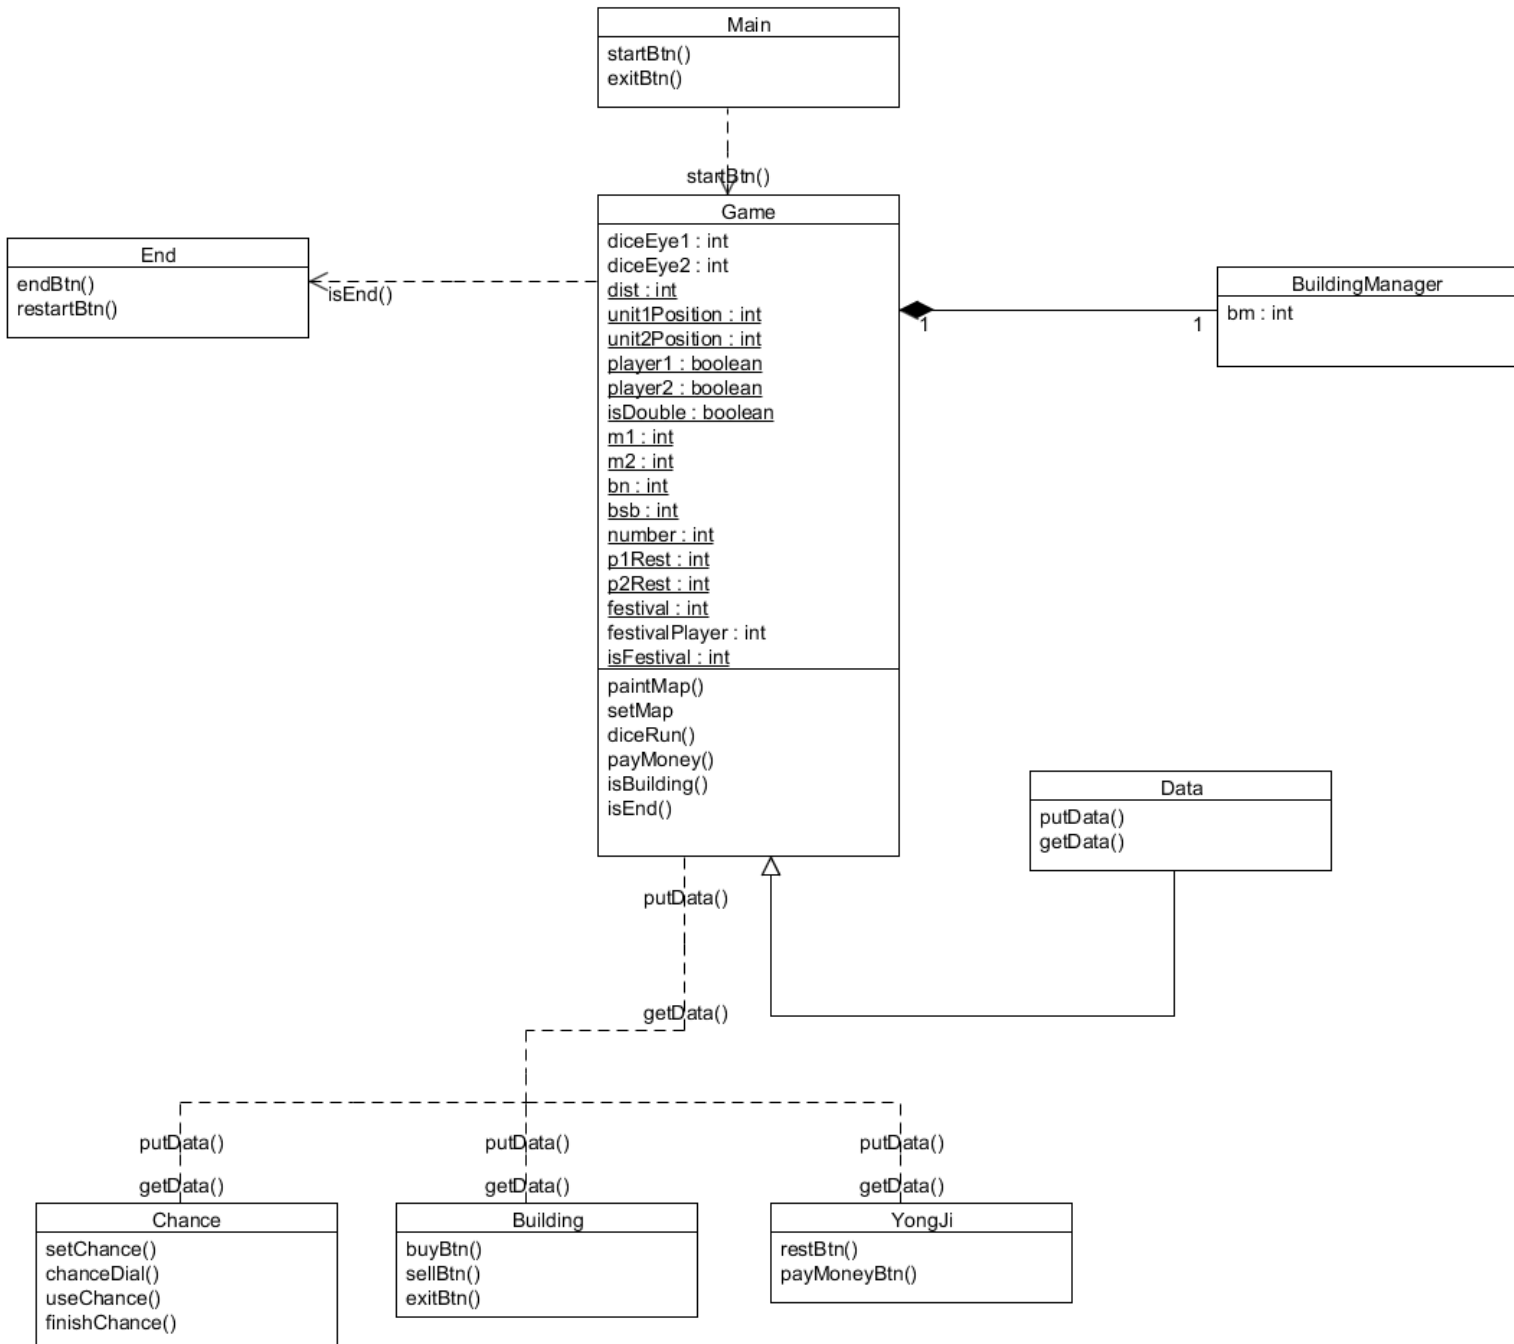 Main
startBtn()
exitBtn()
startBtn()
Game
diceEye1 : int
diceEye2 : int
dist : int
unit1Position : int
unit2Position : int
player1 : boolean
player2 : boolean
isDouble : boolean
m1 : int
m2 : int
bn : int
bsb : int
number : int
p1Rest : int
p2Rest : int
festival : int
festivalPlayer : int
isFestival : int
paintMap()
setMap
diceRun()
payMoney()
isBuilding()
isEnd()
End
endBtn()
restartBtn()
isEnd()
1
1
BuildingManager
bm : int
Data
putData()
getData()
putData()
getData()
putData()
getData()
putData()
getData()
putData()
getData()
Chance
setChance()
chanceDial()
useChance()
finishChance()
Building
buyBtn()
sellBtn()
exitBtn()
YongJi
restBtn()
payMoneyBtn()